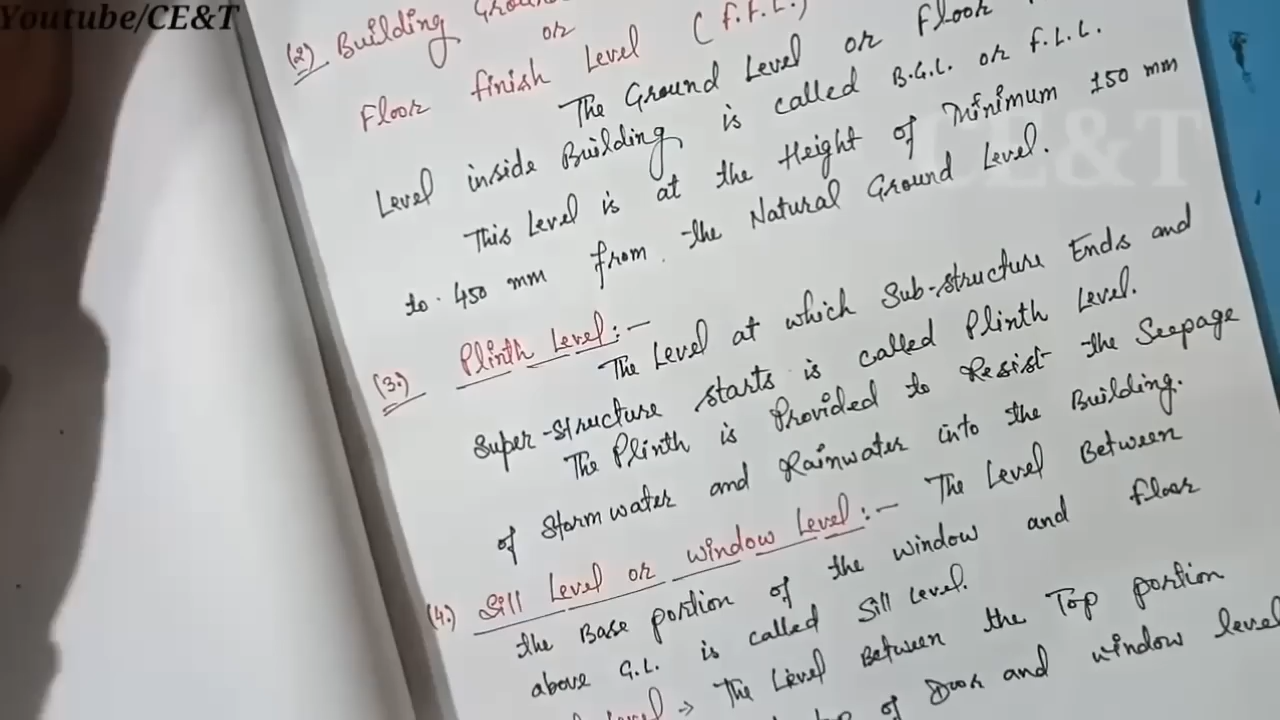 Youtube/CE&T
(2) Building
or
Floor finish Level (F.F.L.)
The Ground Level or Floor
Level inside Building is called B.G.L. or f.L.L.
This Level is at the Height of Minimum 150 mm
to 450 mm from the Natural Ground Level.
(3.) Plinth Level:-
The Level at which Sub-structure Ends and
Super-structure starts is called Plinth Level.
The Plinth is Provided to Resist the Seepage
of Storm water and Rainwater into the Building.
(4.) Sill Level or window Level:- The Level Between
the Base portion of the window and floor
above G.L. is called Sill Level.
Level → The Level Between the Top portion
of Door and window level
CE&T